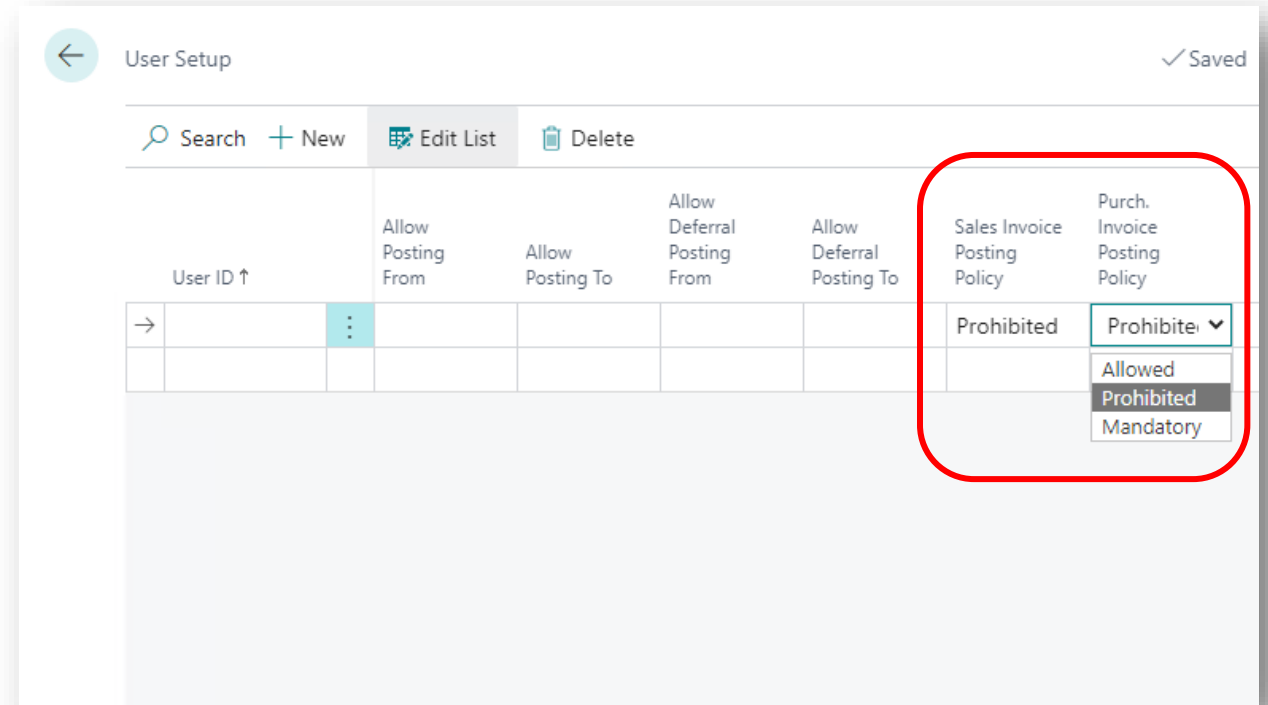 User Setup
Saved
Search
New
Edit List
Delete
User ID
Allow
Posting
From
Allow
Posting To
Allow
Deferral
Posting
From
Allow
Deferral
Posting To
Sales Invoice
Posting
Policy
Purch.
Invoice
Posting
Policy
Prohibited
Prohibite
Allowed
Prohibited
Mandatory